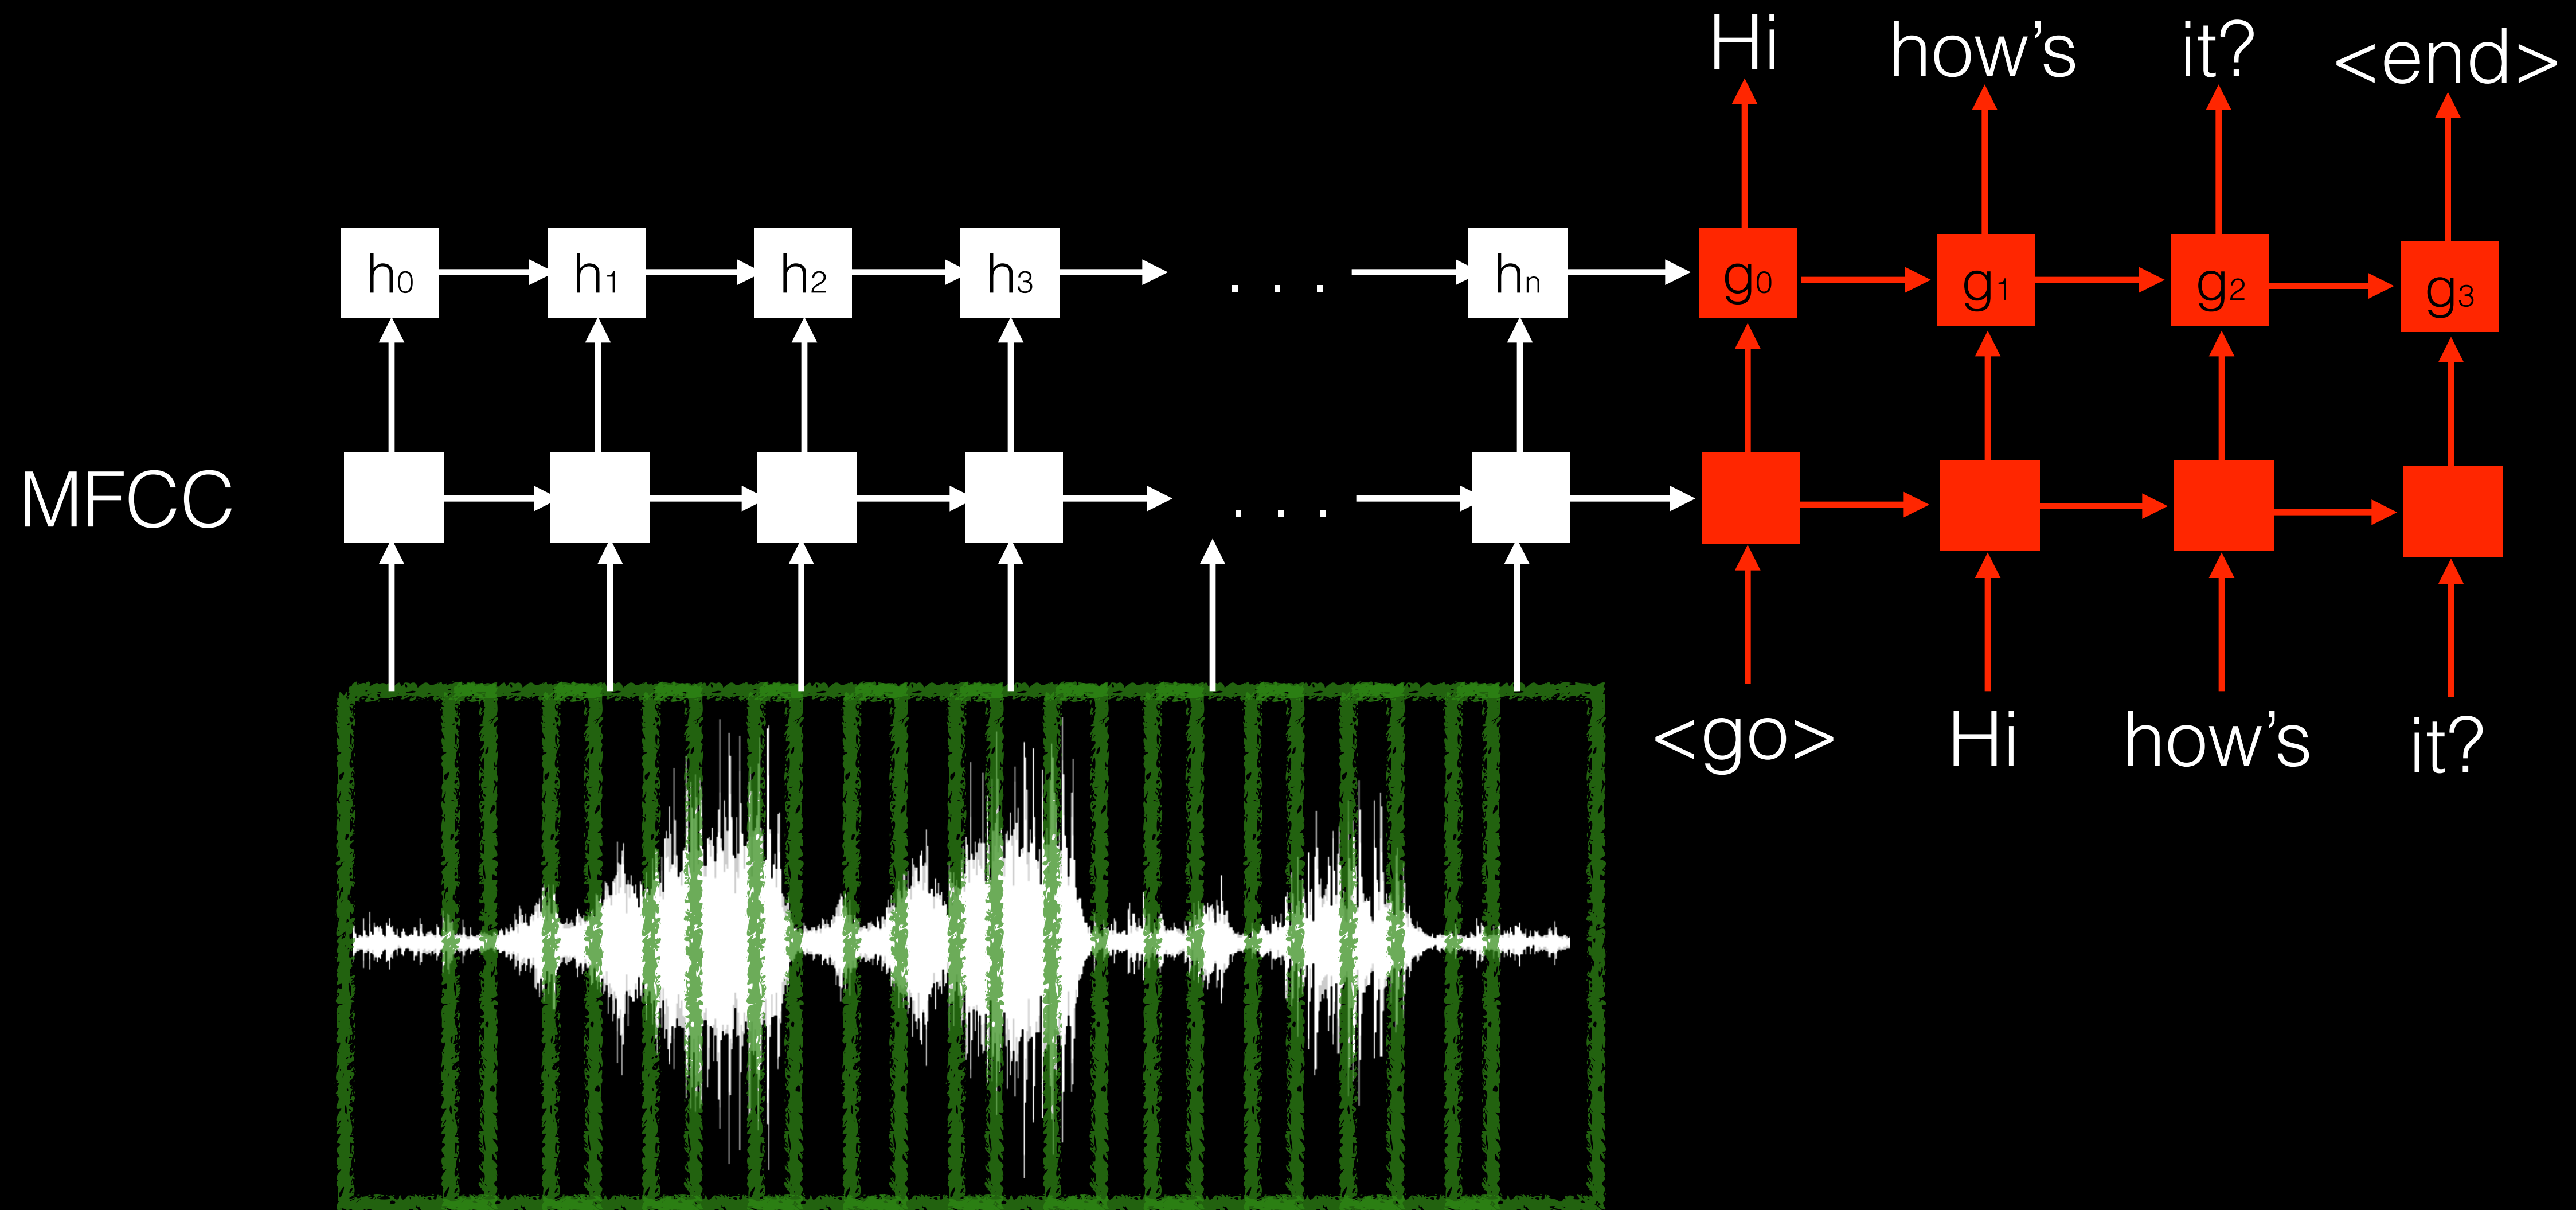 Hi how’s it? <end>
h0 h1 h2 h3 . . . hn g0 g1 g2 g3
MFCC . . .
<go> Hi how’s it?